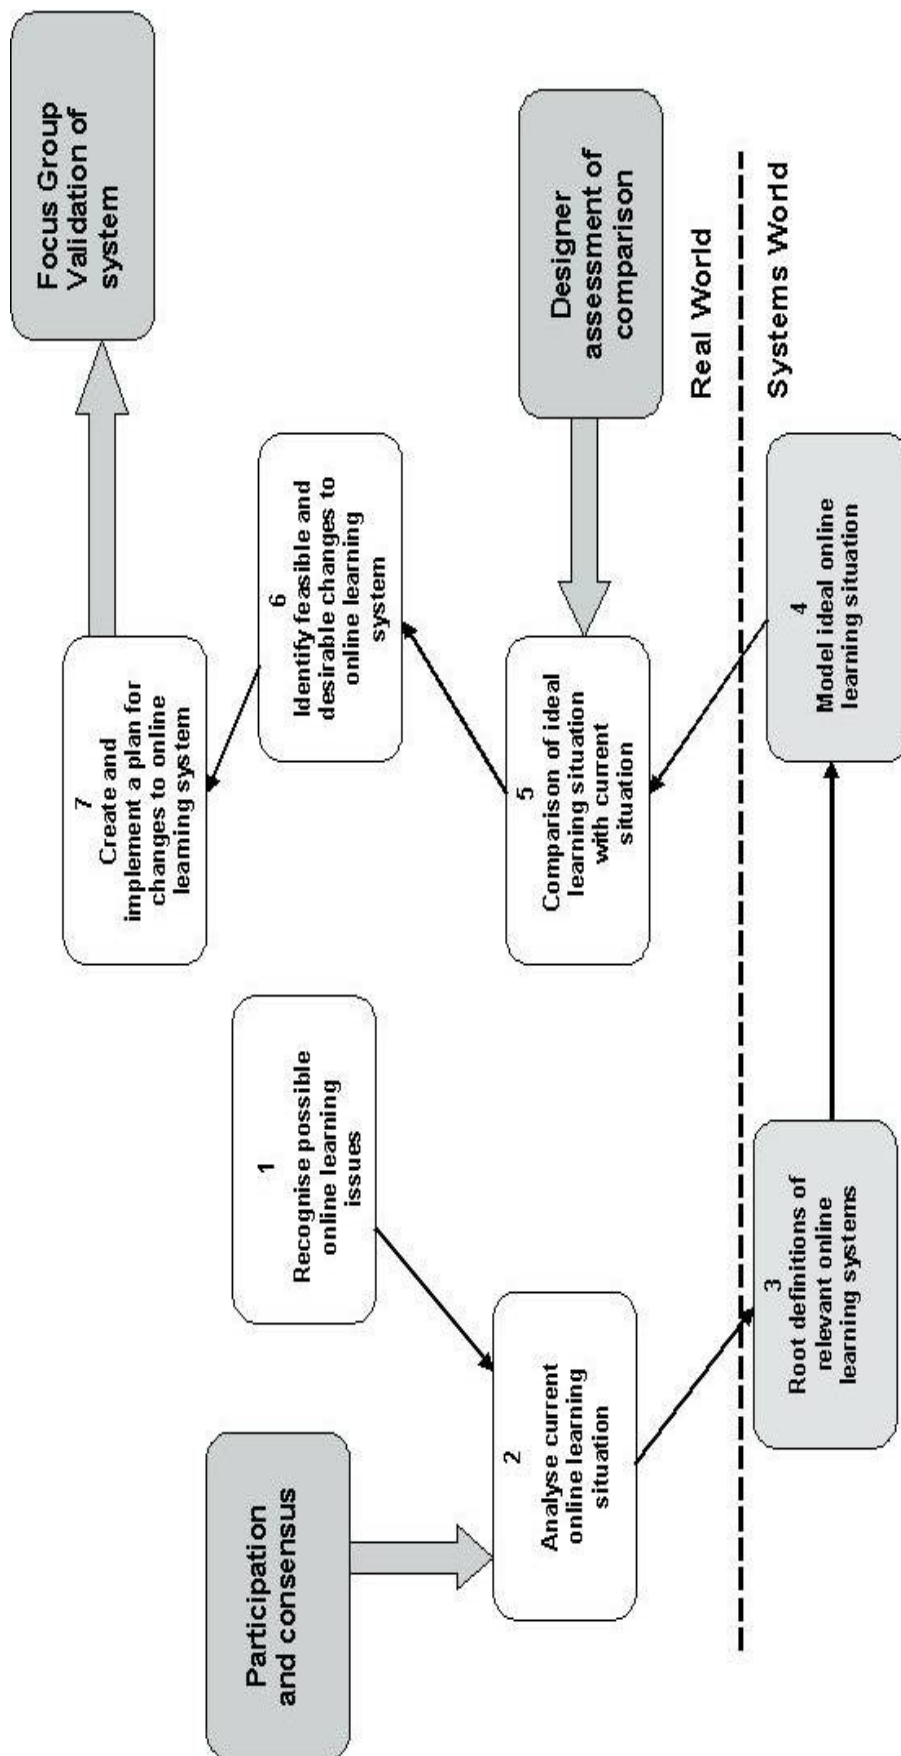 Participation
and consensus
1
Recognise possible
online learning
issues
2
Analyse current
online learning
situation
3
Root definitions of
relevant online
learning systems
4
Model ideal online
learning situation
5
Comparison of ideal
learning situation
with current
situation
6
Identify feasible and
desirable changes to
online learning
system
7
Create and
implement a plan for
changes to online
learning system
Focus Group
Validation of
system
Designer
assessment of
comparison
Real World
Systems World